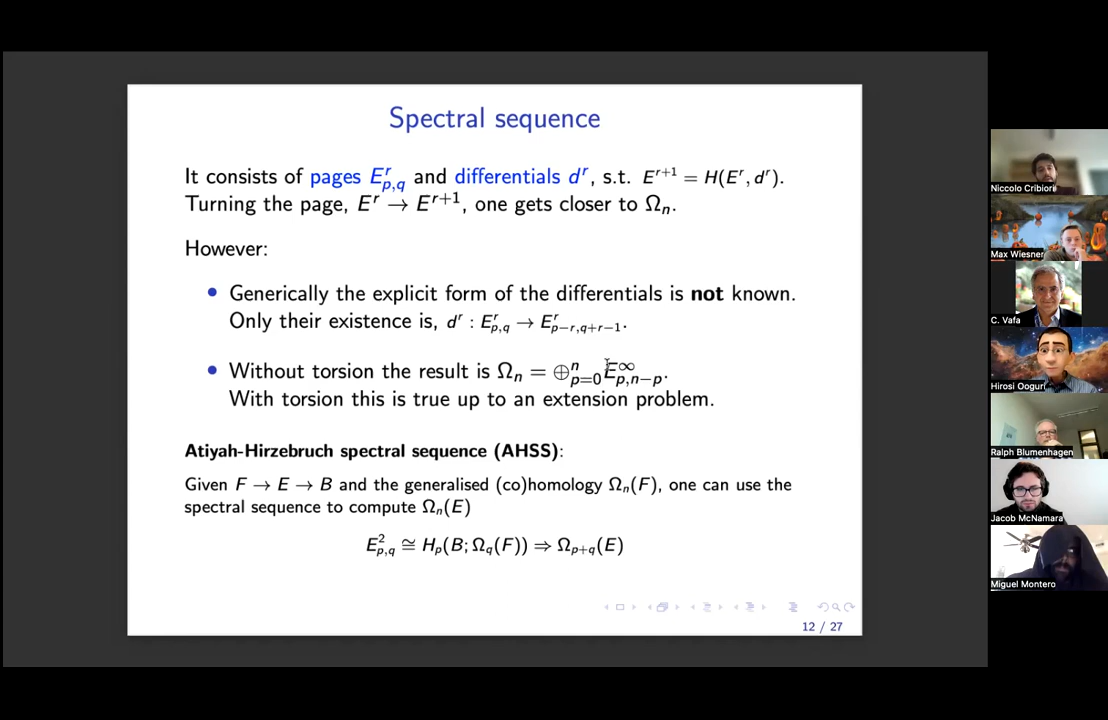 Spectral sequence
It consists of pages E^r_{p,q} and differentials d^r, s.t. E^{r+1} = H(E^r, d^r).
Turning the page, E^r → E^{r+1}, one gets closer to Ω_n.
However:
• Generically the explicit form of the differentials is not known.
Only their existence is, d^r : E^r_{p,q} → E^r_{p−r,q+r−1}.
• Without torsion the result is Ω_n = ⊕^n_{p=0} E^∞_{p,n−p}.
With torsion this is true up to an extension problem.
Atiyah-Hirzebruch spectral sequence (AHSS):
Given F → E → B and the generalised (co)homology Ω_n(F), one can use the
spectral sequence to compute Ω_n(E)
E^2_{p,q} ≅ H_p(B; Ω_q(F)) ⇒ Ω_{p+q}(E)
12 / 27
Niccolo Cribiori
Max Wiesner
C. Vafa
Hirosi Ooguri
Ralph Blumenhagen
Jacob McNamara
Miguel Montero